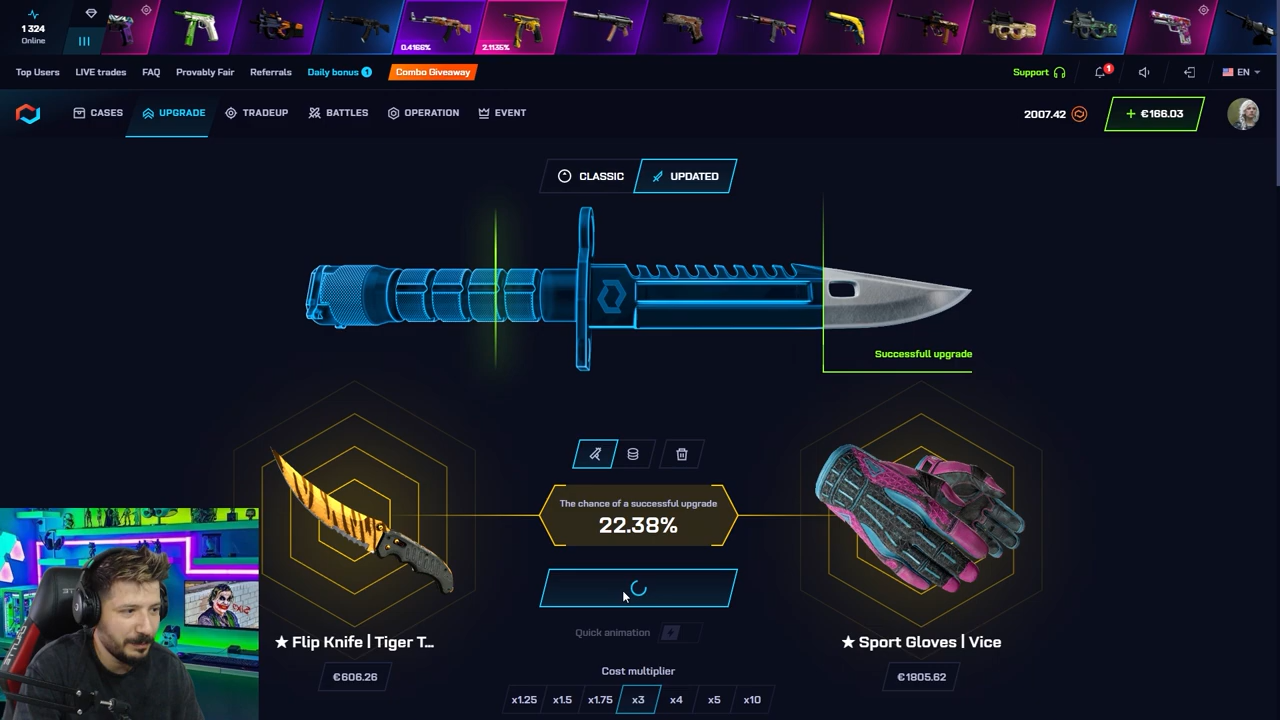 1 324
Online
0.4166%
2.1135%
Top Users
LIVE trades
FAQ
Provably Fair
Referrals
Daily bonus 1
Combo Giveaway
Support
1
EN
CASES
UPGRADE
TRADEUP
BATTLES
OPERATION
EVENT
2007.42
+ €166.03
CLASSIC
UPDATED
Successfull upgrade
The chance of a successful upgrade
22.38%
Quick animation
★ Flip Knife | Tiger T...
€606.26
★ Sport Gloves | Vice
€1805.62
Cost multiplier
x1.25 x1.5 x1.75 x3 x4 x5 x10